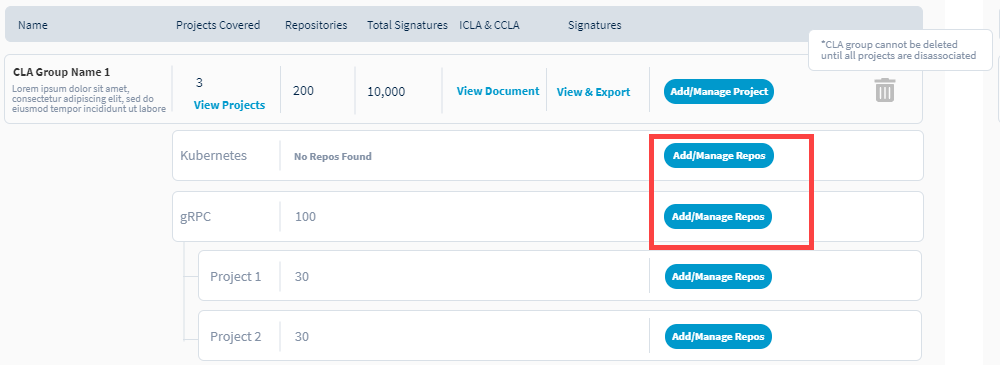 Name Projects Covered Repositories Total Signatures ICLA & CCLA Signatures
*CLA group cannot be deleted
until all projects are disassociated
CLA Group Name 1
Lorem ipsum dolor sit amet,
consectetur adipiscing elit, sed do
eiusmod tempor incididunt ut labore
3
View Projects
200
10,000
View Document
View & Export
Add/Manage Project
Kubernetes No Repos Found Add/Manage Repos
gRPC 100 Add/Manage Repos
Project 1 30 Add/Manage Repos
Project 2 30 Add/Manage Repos